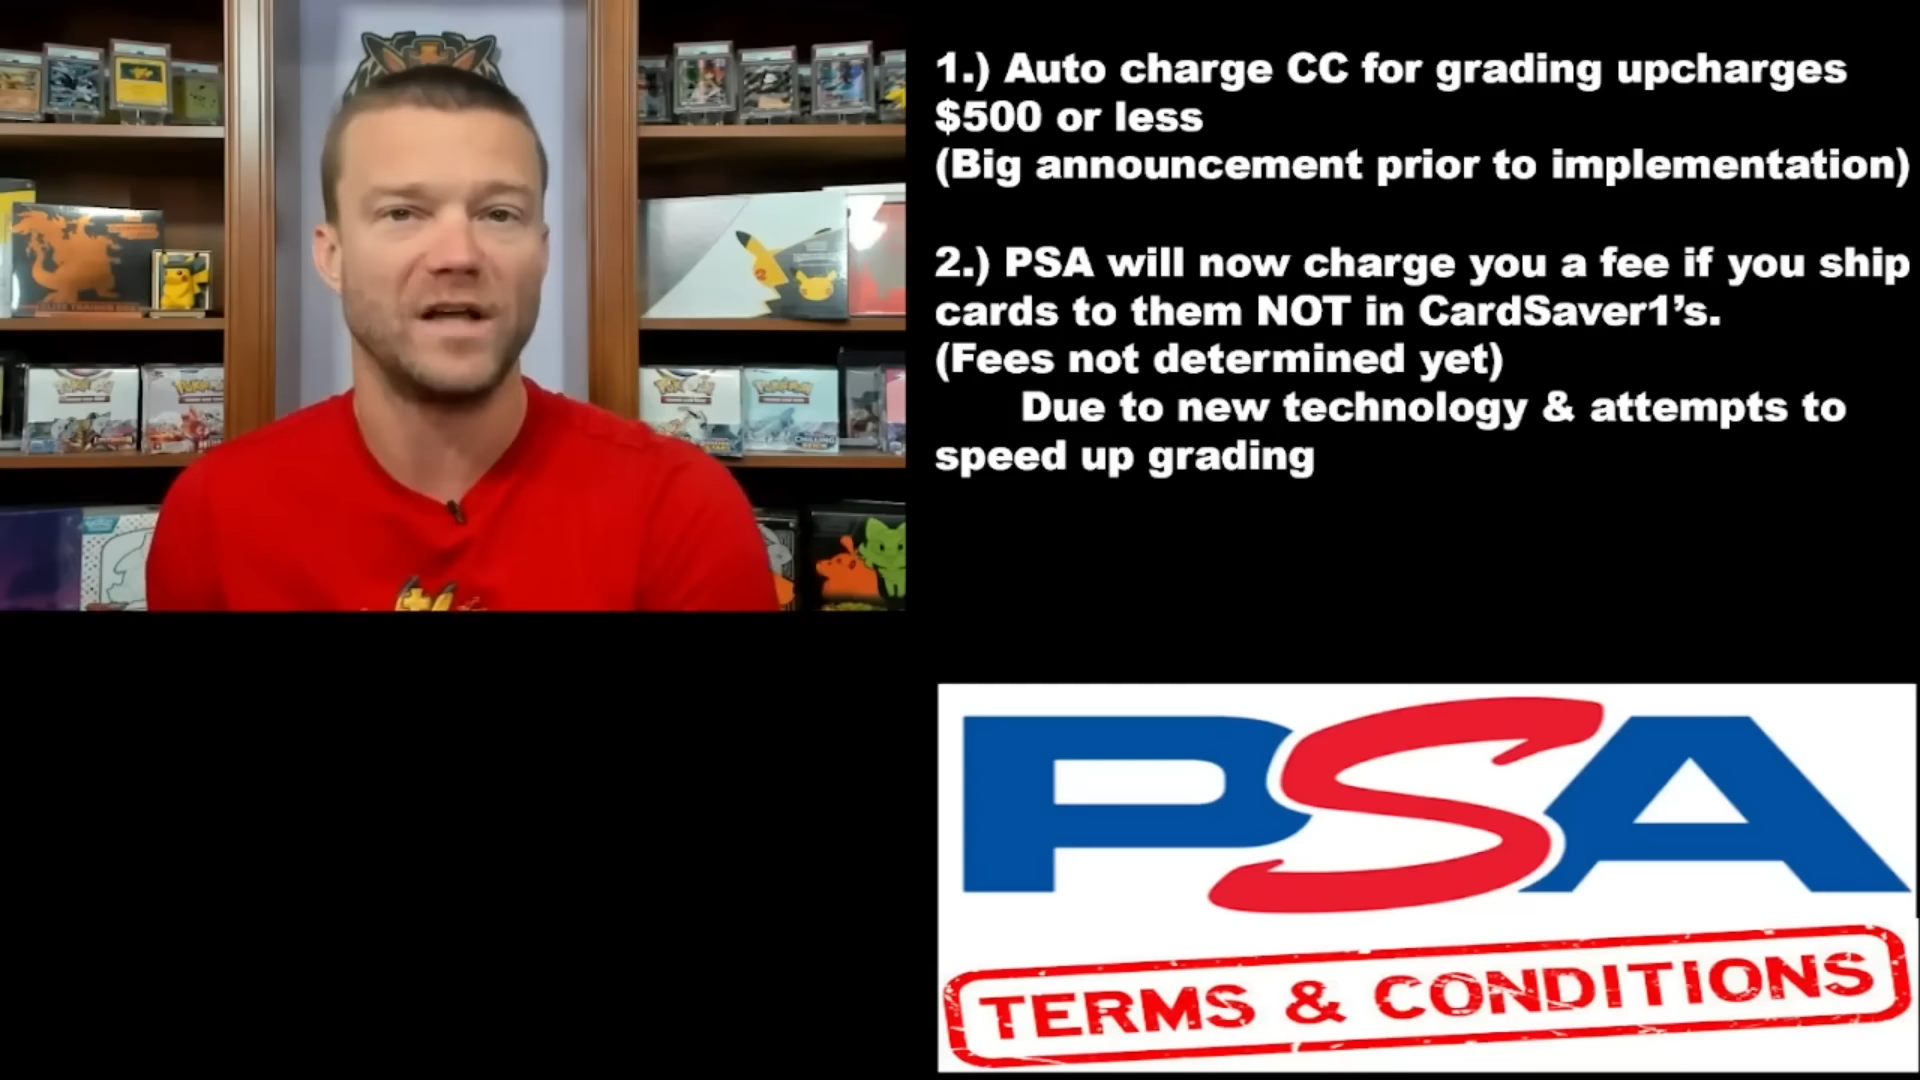 1.) Auto charge CC for grading upcharges
$500 or less
(Big announcement prior to implementation)
2.) PSA will now charge you a fee if you ship
cards to them NOT in CardSaver1’s.
(Fees not determined yet)
Due to new technology & attempts to
speed up grading
PSA
TERMS & CONDITIONS